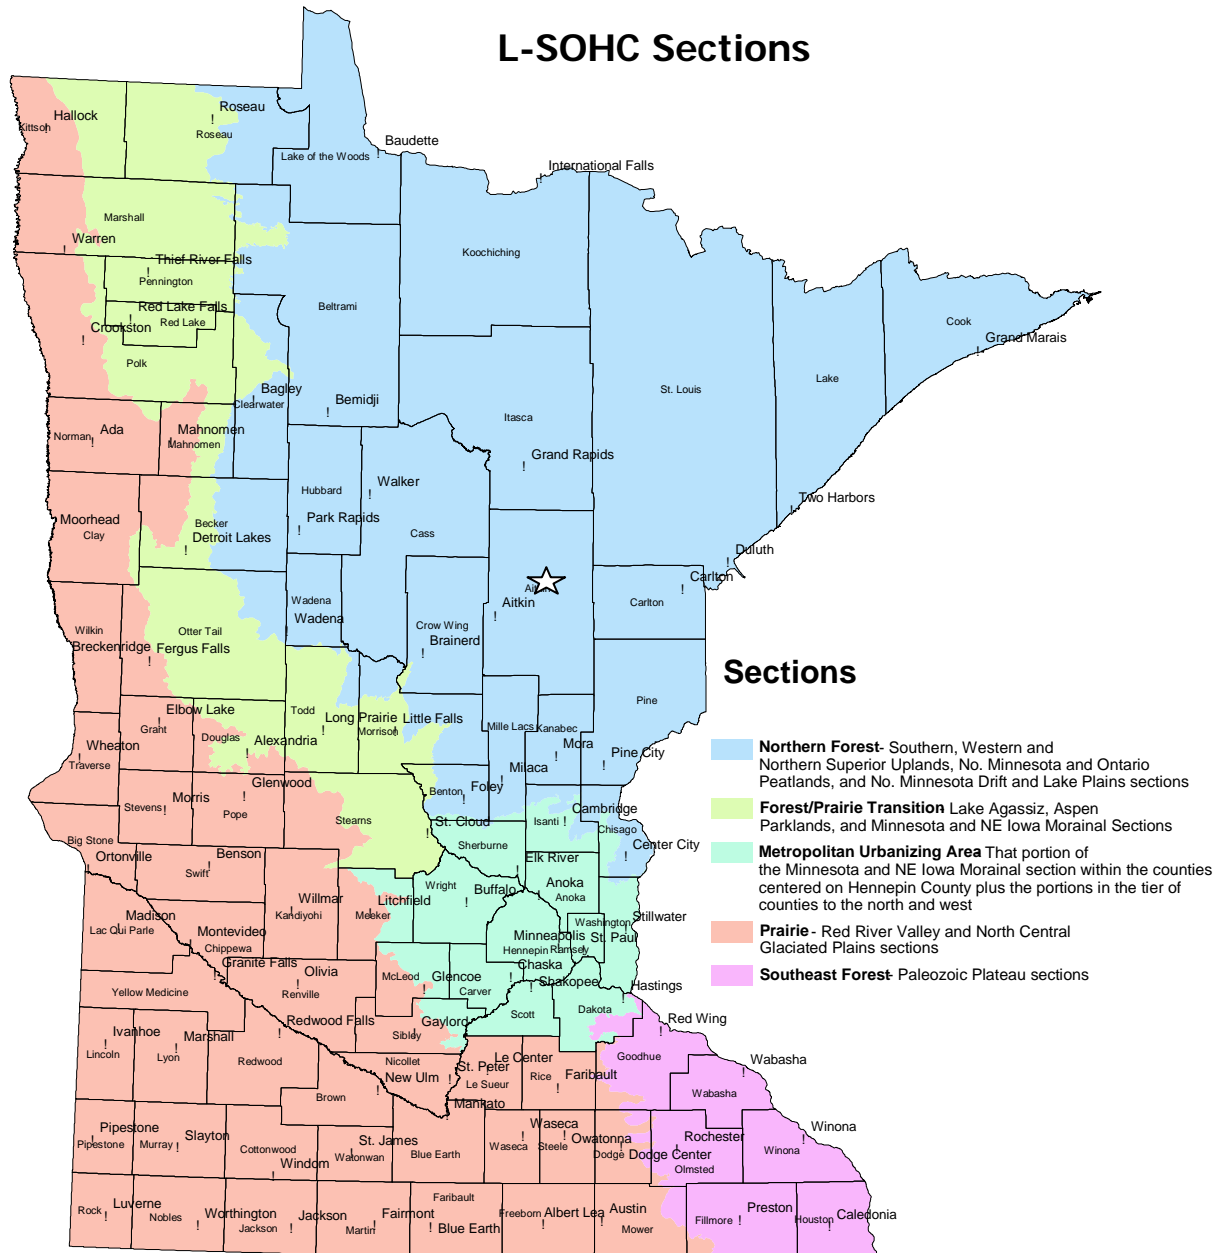 L-SOHC Sections
Roseau
Hallock
Kittson
Roseau
Baudette
Lake of the Woods
International Falls
Marshall
Warren
Koochiching
Thief River Falls
Pennington
Red Lake Falls
Beltrami
Red Lake
Crookston
Cook
Grand Marais
Polk
Lake
St. Louis
Bagley
Clearwater
Bemidji
Itasca
Ada
Mahnomen
Norman
Mahnomen
Grand Rapids
Walker
Hubbard
Two Harbors
Park Rapids
Moorhead
Becker
Clay
Detroit Lakes
Cass
Duluth
Carlton
Aitkin
Wadena
Carlton
Wadena
Crow Wing
Otter Tail
Wilkin
Brainerd
Breckenridge
Fergus Falls
Sections
Pine
Elbow Lake
Todd
Long Prairie
Little Falls
Mille Lacs
Kanabec
Grant
Douglas
Morrison
Alexandria
Mora
Pine City
Wheaton
Traverse
Milaca
Northern Forest- Southern, Western and
Northern Superior Uplands, No. Minnesota and Ontario
Peatlands, and No. Minnesota Drift and Lake Plains sections
Glenwood
Foley
Benton
Morris
Stevens
Pope
Stearns
Cambridge
Isanti
Chisago
St. Cloud
Forest/Prairie Transition Lake Agassiz, Aspen
Parklands, and Minnesota and NE Iowa Morainal Sections
Big Stone
Sherburne
Center City
Ortonville
Benson
Swift
Elk River
Metropolitan Urbanizing Area That portion of
the Minnesota and NE Iowa Morainal section within the counties
centered on Hennepin County plus the portions in the tier of
counties to the north and west
Wright
Buffalo
Anoka
Anoka
Willmar
Litchfield
Kandiyohi
Meeker
Madison
Lac Qui Parle
Montevideo
Chippewa
Stillwater
Washington
Minneapolis
St. Paul
Hennepin
Ramsey
Prairie - Red River Valley and North Central
Glaciated Plains sections
Granite Falls
Olivia
Renville
McLeod
Glencoe
Carver
Chaska
Shakopee
Southeast Forest- Paleozoic Plateau sections
Yellow Medicine
Hastings
Scott
Dakota
Redwood Falls
Gaylord
Sibley
Red Wing
Ivanhoe
Lincoln
Marshall
Lyon
Redwood
Nicollet
Le Center
Goodhue
Wabasha
St. Peter
New Ulm
Le Sueur
Rice
Faribault
Brown
Mankato
Wabasha
Pipestone
Pipestone
Murray
Slayton
Cottonwood
St. James
Watonwan
Blue Earth
Waseca
Waseca
Steele
Owatonna
Dodge
Dodge Center
Rochester
Olmsted
Winona
Winona
Windom
Luverne
Rock
Nobles
Worthington
Jackson
Jackson
Fairmont
Martin
Faribault
Blue Earth
Freeborn
Albert Lea
Austin
Mower
Fillmore
Preston
Houston
Caledonia